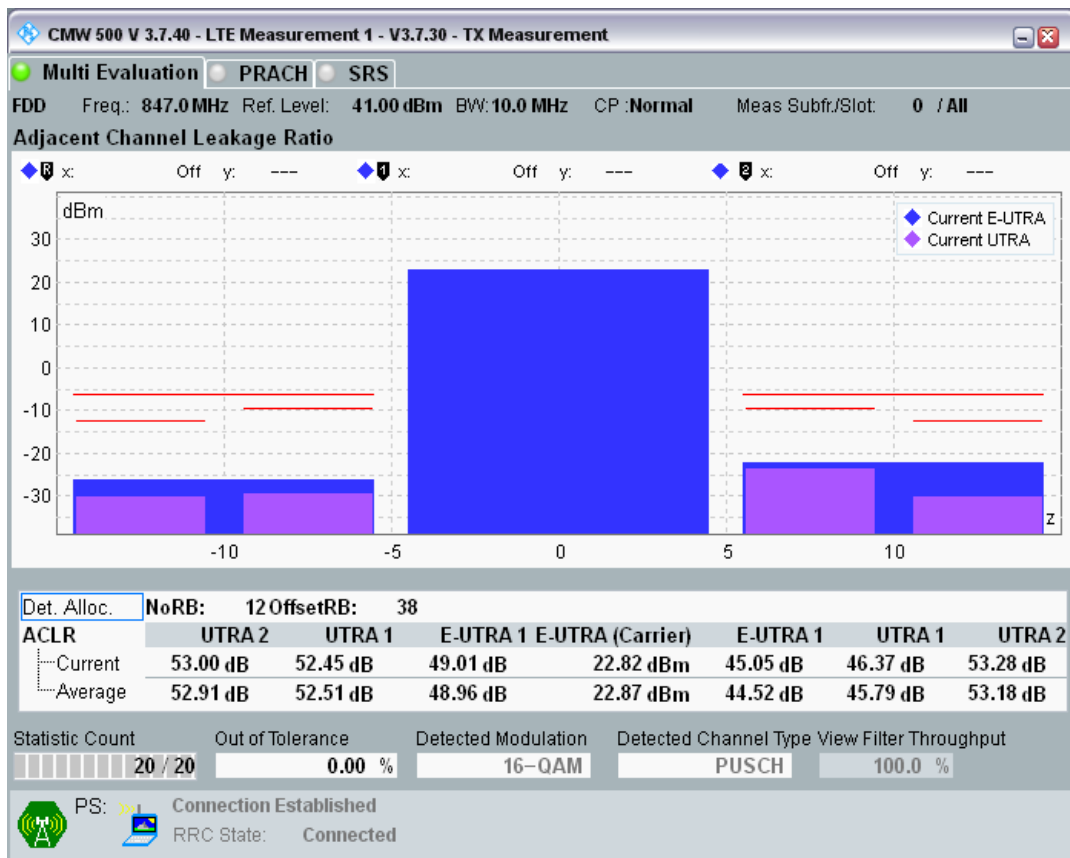 CMW 500 V 3.7.40 - LTE Measurement 1 - V3.7.30 - TX Measurement
Multi Evaluation PRACH SRS
FDD Freq.: 847.0 MHz Ref. Level: 41.00 dBm BW: 10.0 MHz CP :Normal Meas Subfr./Slot: 0 / All
Adjacent Channel Leakage Ratio
R x: Off y: --- 1 x: Off y: --- 2 x: Off y: ---
dBm
Current E-UTRA
Current UTRA
30
20
10
0
-10
-20
-30
z
-10 -5 0 5 10
Det. Alloc. NoRB: 12 OffsetRB: 38
ACLR UTRA 2 UTRA 1 E-UTRA 1 E-UTRA (Carrier) E-UTRA 1 UTRA 1 UTRA 2
Current 53.00 dB 52.45 dB 49.01 dB 22.82 dBm 45.05 dB 46.37 dB 53.28 dB
Average 52.91 dB 52.51 dB 48.96 dB 22.87 dBm 44.52 dB 45.79 dB 53.18 dB
Statistic Count Out of Tolerance Detected Modulation Detected Channel Type View Filter Throughput
20 / 20 0.00 % 16-QAM PUSCH 100.0 %
PS: Connection Established
RRC State: Connected